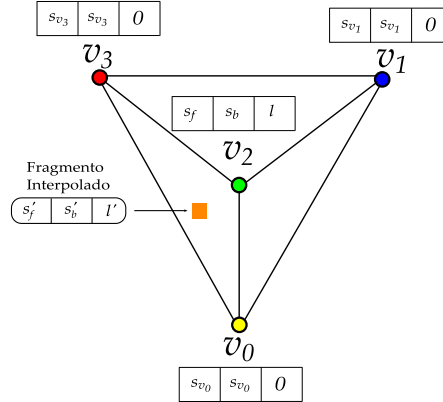 s_{v_3} s_{v_3} 0
s_{v_1} s_{v_1} 0
v_3
v_1
s_f s_b l
v_2
Fragmento
Interpolado
s'_f s'_b l'
v_0
s_{v_0} s_{v_0} 0